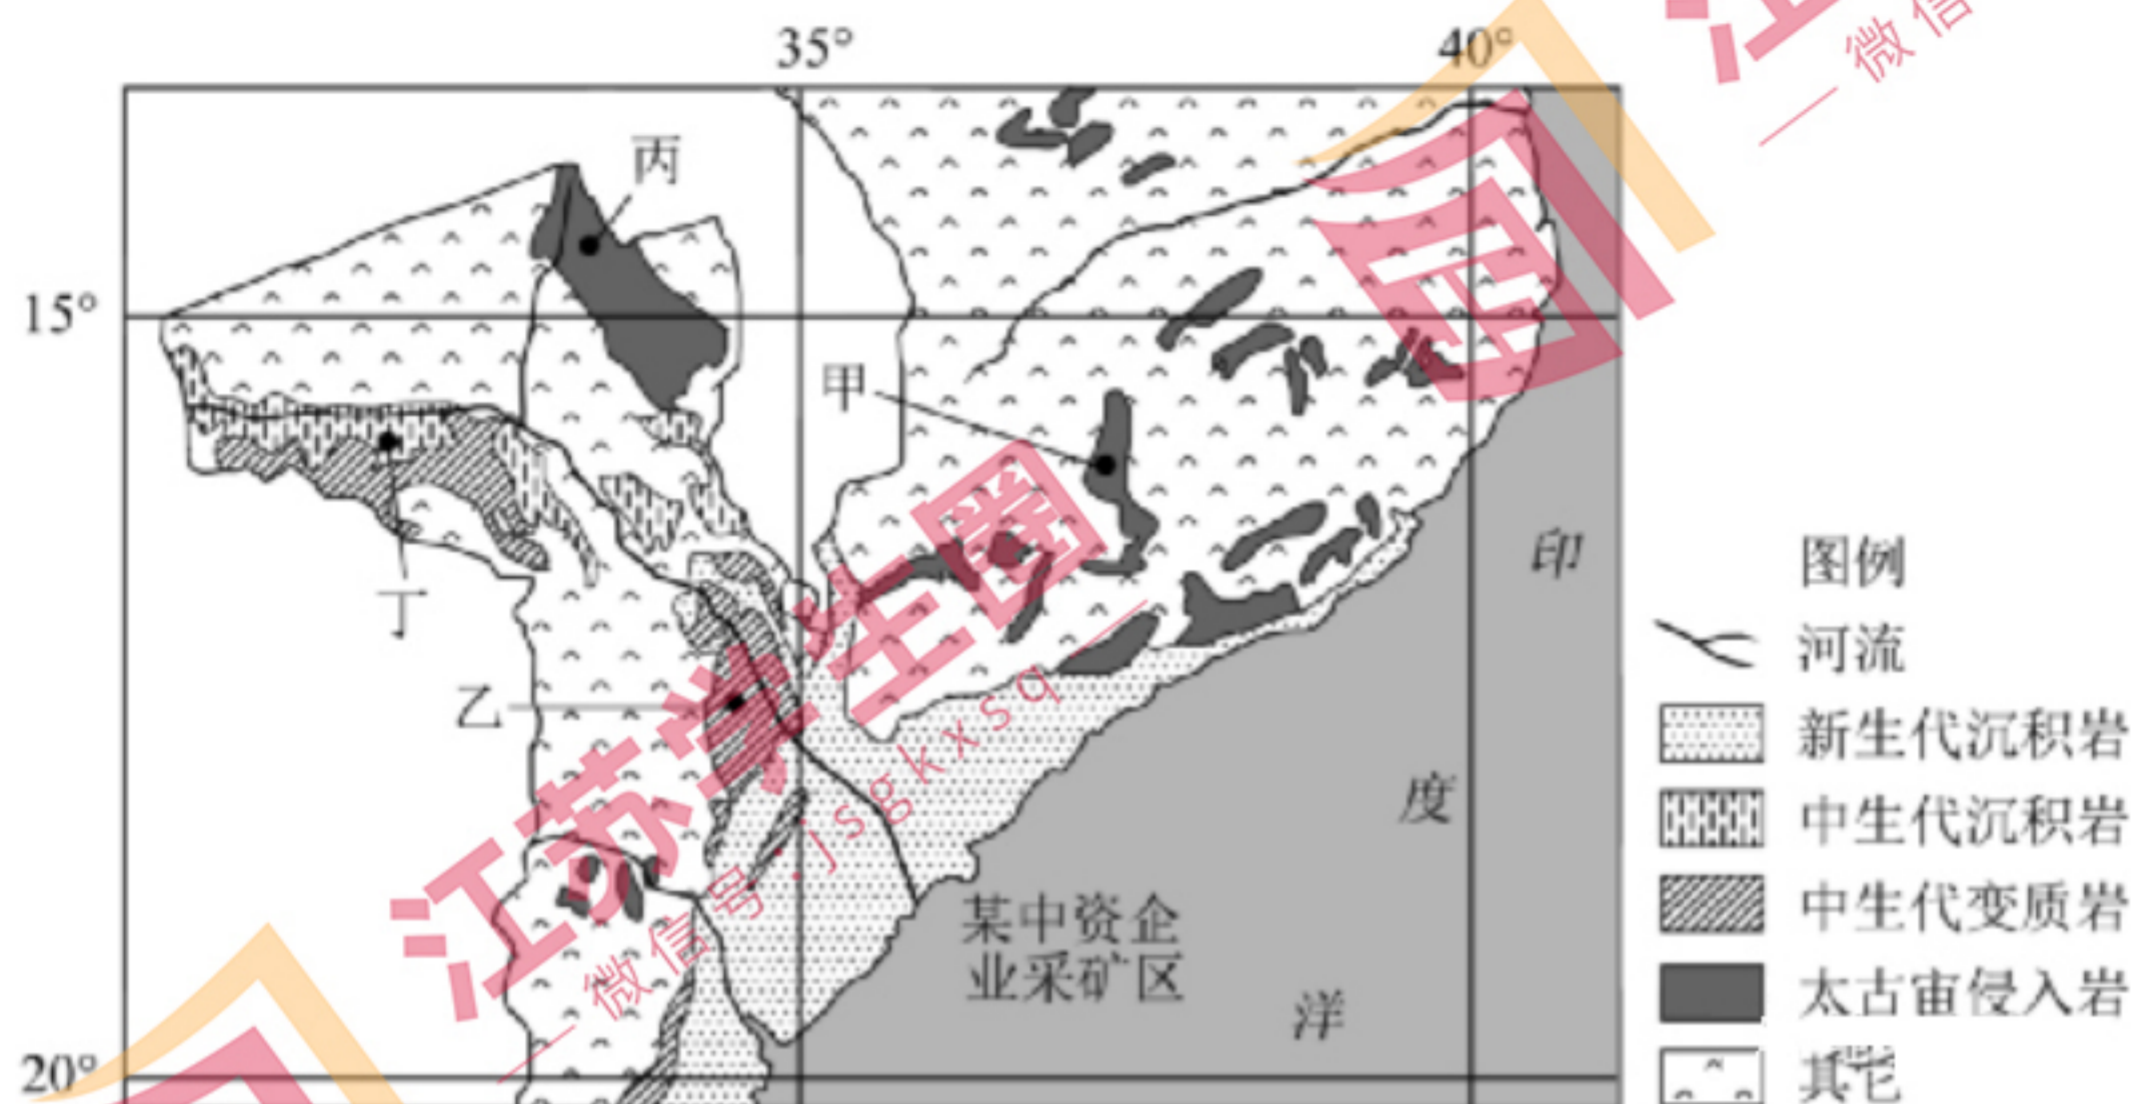 35°
40°
15°
20°
丙
甲
丁
乙
印
度
洋
某中资企
业采矿区
图例
河流
新生代沉积岩
中生代沉积岩
中生代变质岩
太古宙侵入岩
其它
江苏学生圈
微信号:jsgkxsq
江
微信